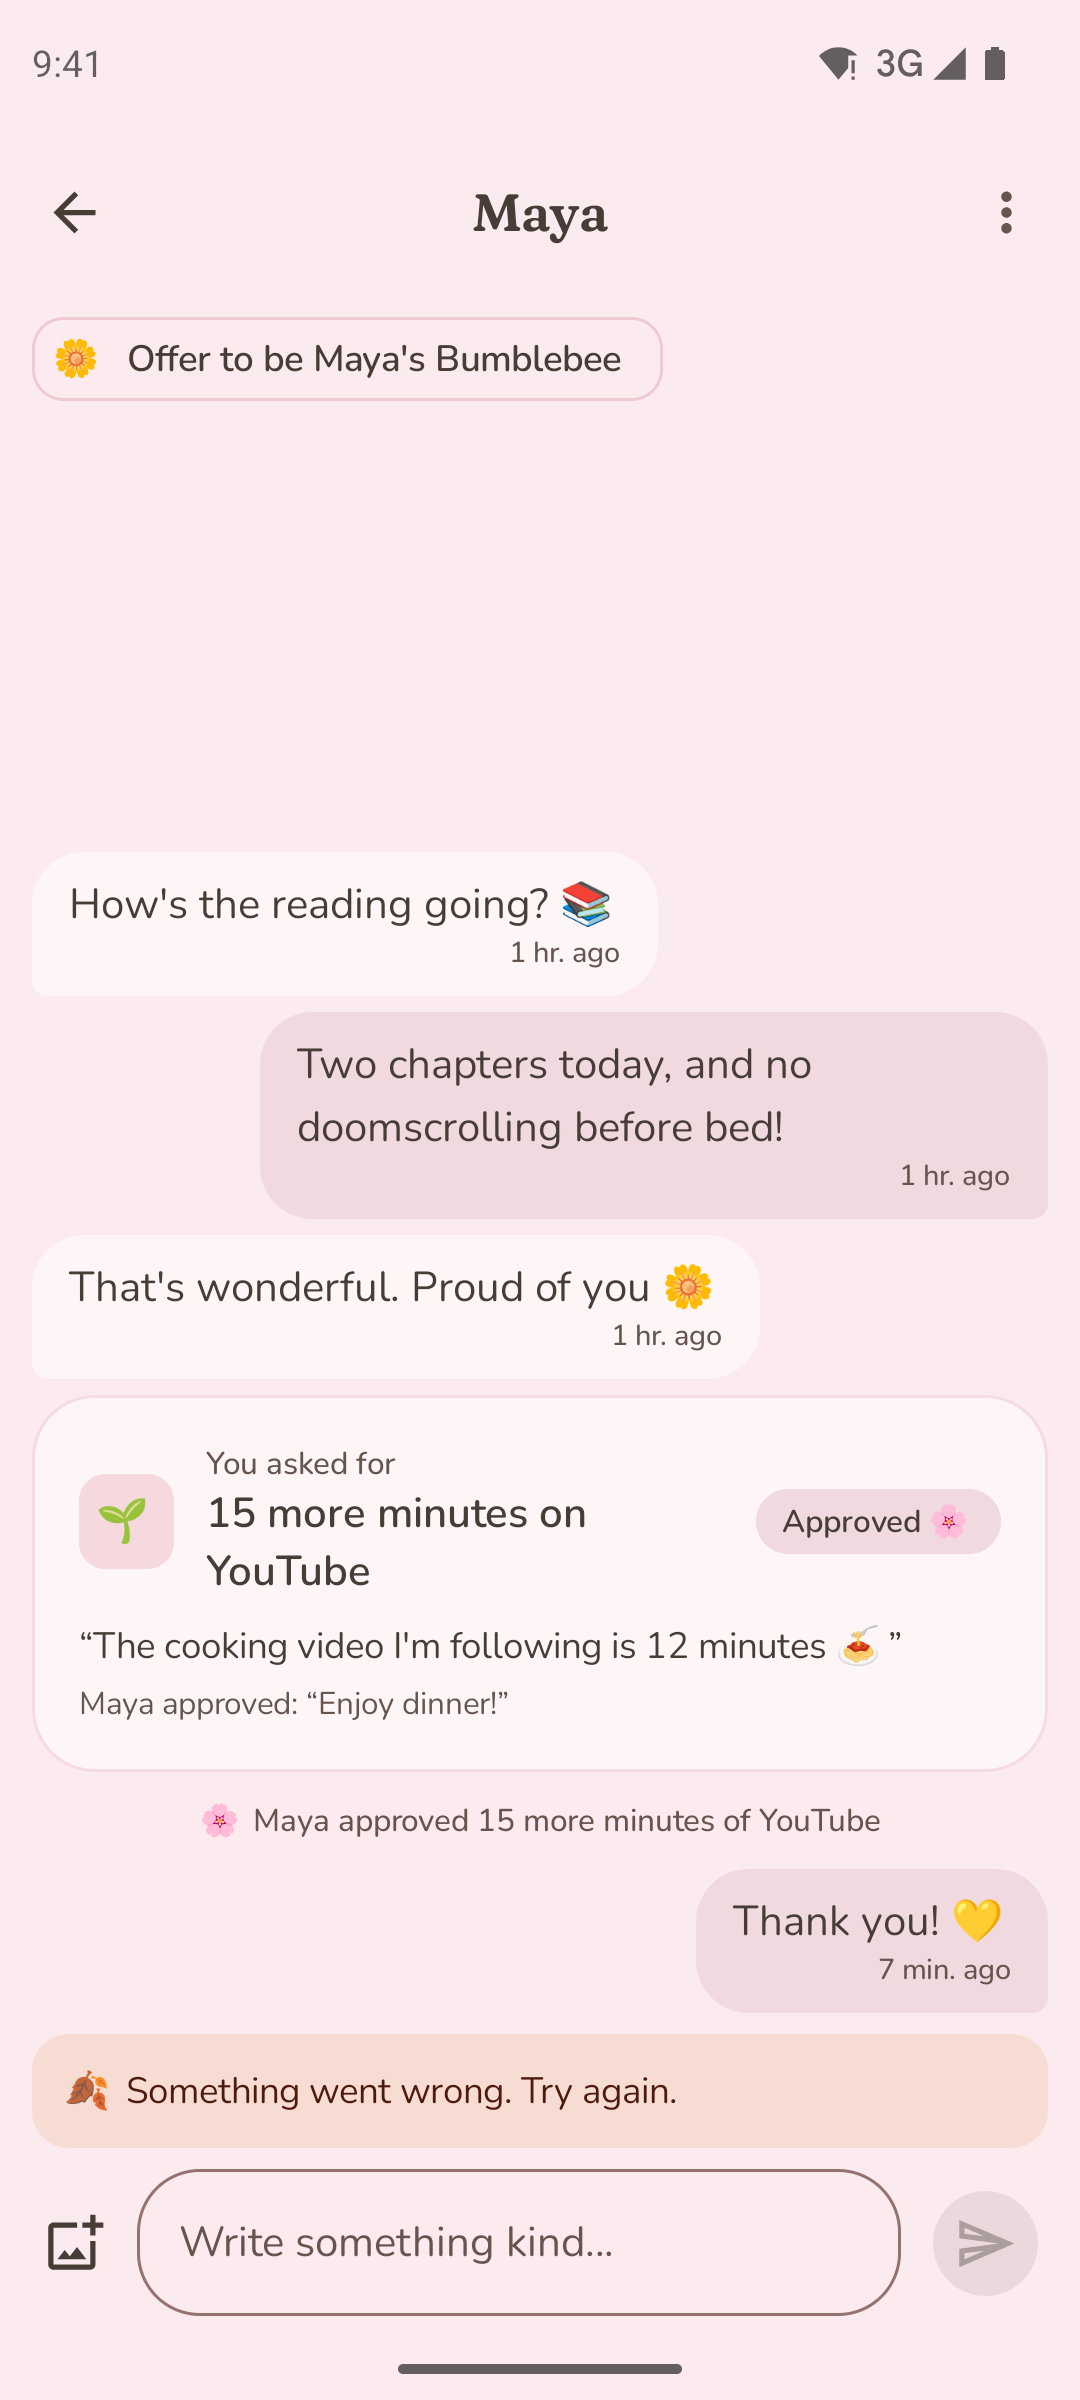 9:41
3G
Maya
Offer to be Maya's Bumblebee
How's the reading going? 📚
1 hr. ago
Two chapters today, and no
doomscrolling before bed!
1 hr. ago
That's wonderful. Proud of you 🌼
1 hr. ago
You asked for
15 more minutes on
YouTube
Approved 🌸
“The cooking video I'm following is 12 minutes 🍝 ”
Maya approved: “Enjoy dinner!”
🌸 Maya approved 15 more minutes of YouTube
Thank you! 💛
7 min. ago
🍂 Something went wrong. Try again.
Write something kind...